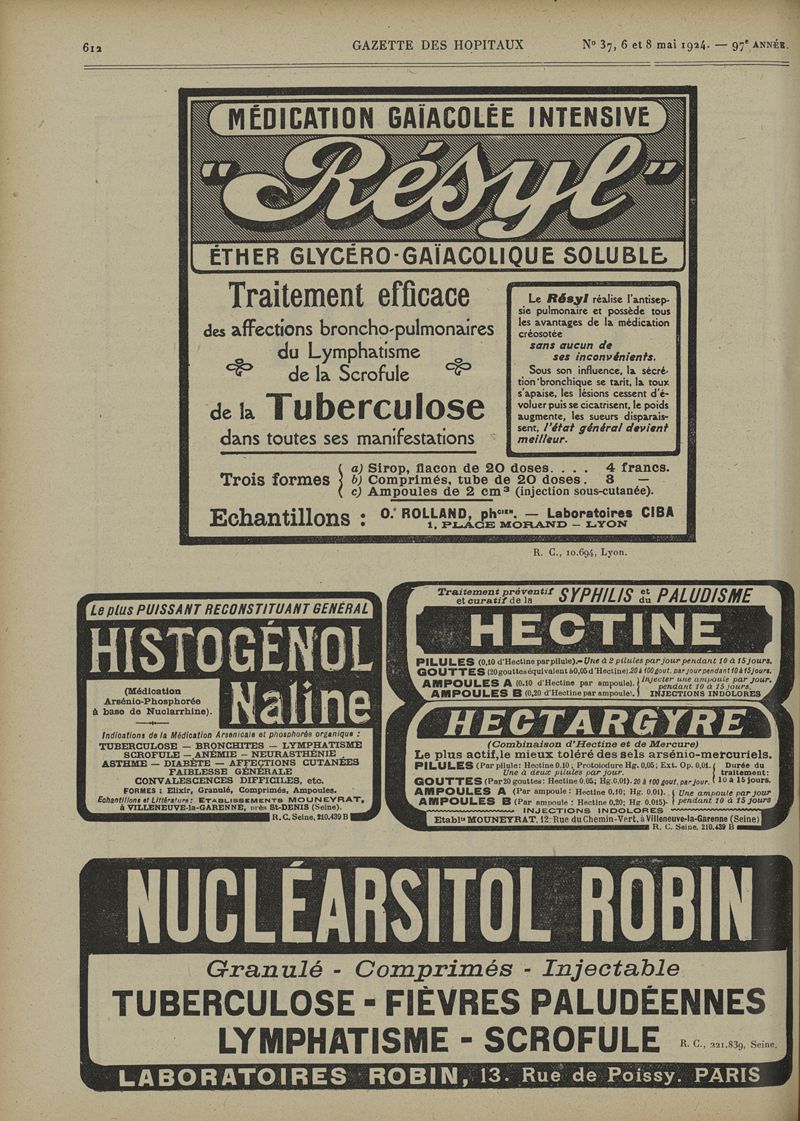 612
GAZETTE DES HOPITAUX
N° 37, 6 et 8 mai 1924. — 97e ANNÉE.
MÉDICATION GAÏACOLÉE INTENSIVE
"Résyl"
ÉTHER GLYCÉRO-GAÏACOLIQUE SOLUBLE
Traitement efficace
des affections broncho-pulmonaires
du Lymphatisme
de la Scrofule
de la Tuberculose
dans toutes ses manifestations
Le Résyl réalise l'antisep-
sie pulmonaire et possède tous
les avantages de la médication
créosotée
sans aucun de
ses inconvénients.
Sous son influence, la sécré-
tion bronchique se tarit, la toux
s'apaise, les lésions cessent d'é-
voluer puis se cicatrisent, le poids
augmente, les sueurs disparais-
sent, l'état général devient
meilleur.
Trois formes
a) Sirop, flacon de 20 doses. . . . 4 francs.
b) Comprimés, tube de 20 doses. 3 —
c) Ampoules de 2 cm3 (injection sous-cutanée).
Echantillons :
O. ROLLAND, phcien. — Laboratoires CIBA
1, PLACE MORAND — LYON
R. C., 10.694, Lyon.
Le plus PUISSANT RECONSTITUANT GÉNÉRAL
HISTOGÉNOL
Naline
(Médication
Arsénio-Phosphorée
à base de Nuclarrhine).
Indications de la Médication Arsenicale et phosphorée organique :
TUBERCULOSE — BRONCHITES — LYMPHATISME
SCROFULE — ANÉMIE — NEURASTHÉNIE
ASTHME — DIABÈTE — AFFECTIONS CUTANÉES
FAIBLESSE GÉNÉRALE
CONVALESCENCES DIFFICILES, etc.
FORMES : Elixir, Granulé, Comprimés, Ampoules.
Echantillons et Littérature : ETABLISSEMENTS MOUNEYRAT,
à VILLENEUVE-la-GARENNE, près St-DENIS (Seine).
R.C. Seine, 210.439 B
Traitement préventif
et curatif de la SYPHILIS et du PALUDISME
HECTINE
PILULES (0,10 d'Hectine par pilule).- Une à 2 pilules par jour pendant 10 à 15 jours.
GOUTTES (20 gouttes équivalent à 0,05 d'Hectine). 20 à 100 gout. par jour pendant 10 à 15 jours.
AMPOULES A (0.10 d'Hectine par ampoule).
AMPOULES B (0,20 d'Hectine par ampoule).
Injecter une ampoule par jour,
pendant 10 à 15 jours.
INJECTIONS INDOLORES
HECTARGYRE
(Combinaison d'Hectine et de Mercure)
Le plus actif, le mieux toléré des sels arsénio-mercuriels.
PILULES (Par pilule: Hectine 0.10 ; Protoiodure Hg. 0,05; Ext. Op. 0,01.
Une à deux pilules par jour.
GOUTTES (Par 20 gouttes: Hectine 0.05; Hg. 0.01). 20 à 100 gout. par jour.
Durée du
traitement:
10 à 15 jours.
AMPOULES A (Par ampoule: Hectine 0,10; Hg. 0.01).
AMPOULES B (Par ampoule : Hectine 0,20; Hg. 0,015).
Une ampoule par jour
pendant 10 à 15 jours
INJECTIONS INDOLORES
Etablts MOUNEYRAT, 12 Rue du Chemin-Vert, à Villeneuve-la-Garenne (Seine)
R. C. Seine, 210.439 B
NUCLÉARSITOL ROBIN
Granulé - Comprimés - Injectable
TUBERCULOSE - FIÈVRES PALUDÉENNES
LYMPHATISME - SCROFULE
R. C., 221.839, Seine.
LABORATOIRES ROBIN, 13. Rue de Poissy. PARIS